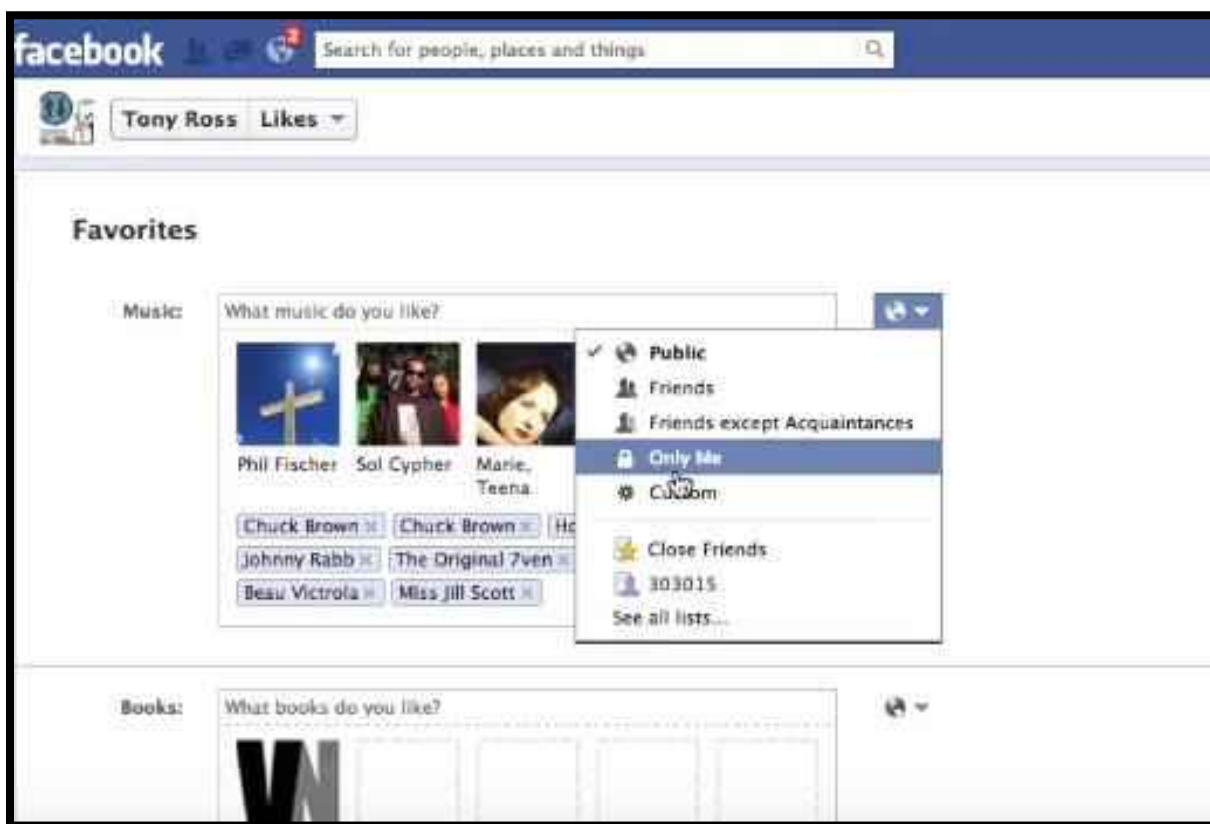 facebook 2 Search for people, places and things
Tony Ross Likes
Favorites
Music: What music do you like?
Public
Friends
Friends except Acquaintances
Only Me
Custom
Close Friends
303015
See all lists...
Phil Fischer Sol Cypher Marie, Teena
Chuck Brown Chuck Brown
Johnny Rabb The Original 7ven
Beau Victrola Miss Jill Scott
Books: What books do you like?